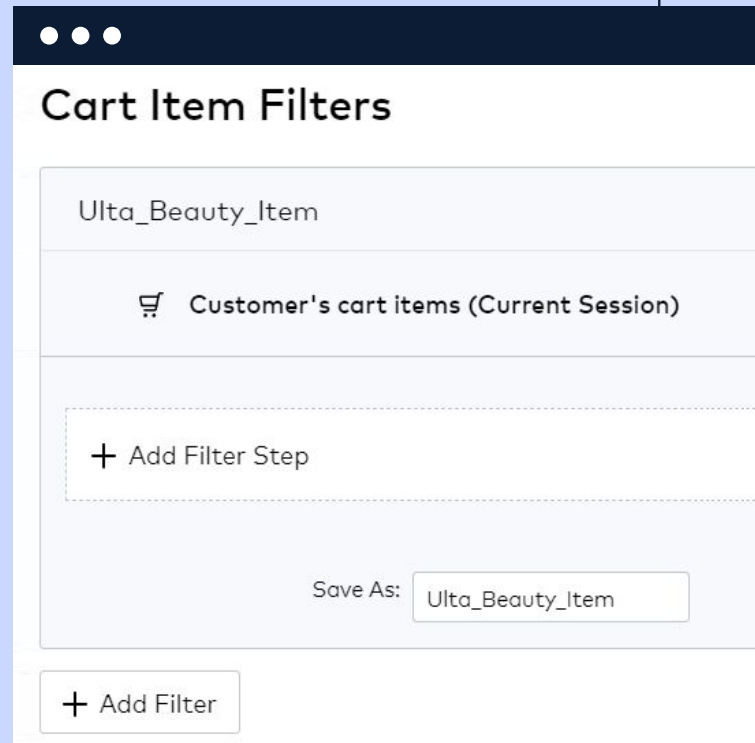 Cart Item Filters
Ulta_Beauty_Item
Customer's cart items (Current Session)
+ Add Filter Step
Save As: Ulta_Beauty_Item
+ Add Filter